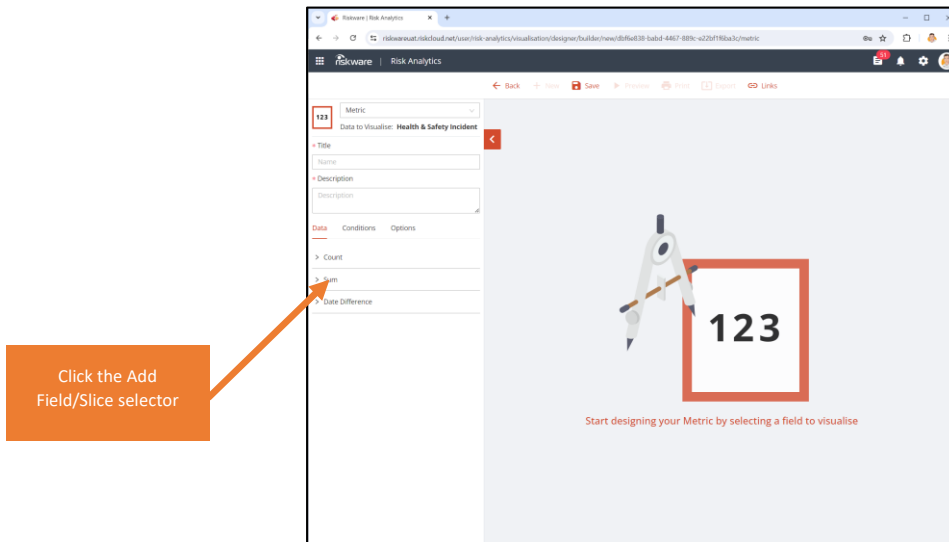 Riskware | Risk Analytics
riskwareuat.riskcloud.net/user/risk-analytics/visualisation/designer/builder/new/dbf6e838-babd-4467-889c-e22bf1f6ba3c/metric
riskware | Risk Analytics
51
Back New Save Preview Print Export Links
123
Metric
Data to Visualise: Health & Safety Incident
* Title
Name
* Description
Description
Data Conditions Options
> Count
> Sum
> Date Difference
Click the Add
Field/Slice selector
123
Start designing your Metric by selecting a field to visualise